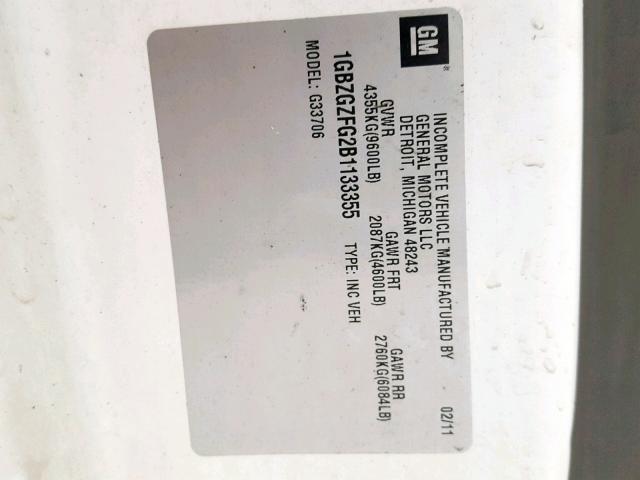 GM
INCOMPLETE VEHICLE MANUFACTURED BY 02/11
GENERAL MOTORS LLC
DETROIT, MICHIGAN 48243
GVWR GAWR FRT GAWR RR
4355KG(9600LB) 2087KG(4600LB) 2760KG(6084LB)
1GBZGZFG2B1133355 TYPE: INC VEH
MODEL: G33706